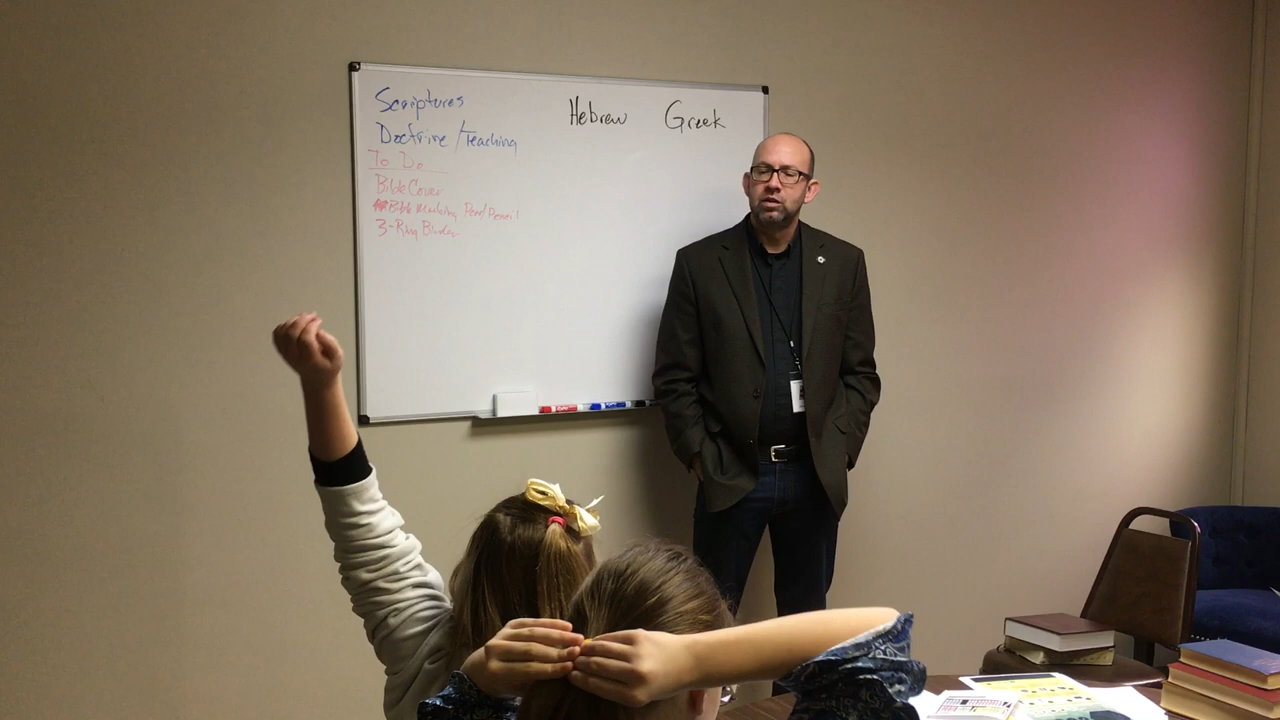 Scriptures
Hebrew Greek
Doctrine / Teaching
To Do
Bible Cover
Bible Marking Pen/Pencil
3-Ring Binder